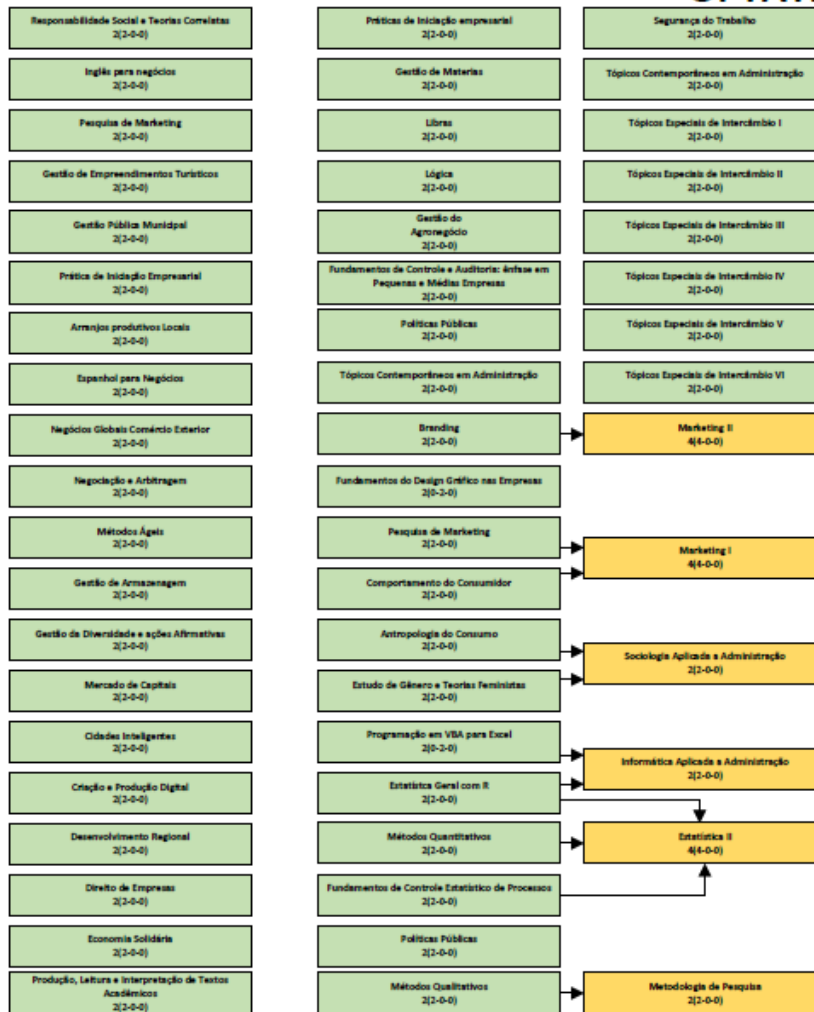 Responsabilidade Social e Teorias Correlatas
2(2-0-0)
Inglês para negócios
2(2-0-0)
Pesquisa de Marketing
2(2-0-0)
Gestão de Empreendimentos Turísticos
2(2-0-0)
Gestão Pública Municipal
2(2-0-0)
Prática de Iniciação Empresarial
2(2-0-0)
Arranjos produtivos Locais
2(2-0-0)
Espanhol para Negócios
2(2-0-0)
Negócios Globais Comércio Exterior
2(2-0-0)
Negociação e Arbitragem
2(2-0-0)
Métodos Ágeis
2(2-0-0)
Gestão de Armazenagem
2(2-0-0)
Gestão da Diversidade e ações Afirmativas
2(2-0-0)
Mercado de Capitais
2(2-0-0)
Cidades Inteligentes
2(2-0-0)
Criação e Produção Digital
2(2-0-0)
Desenvolvimento Regional
2(2-0-0)
Direito de Empresas
2(2-0-0)
Economia Solidária
2(2-0-0)
Produção, Leitura e Interpretação de Textos
Acadêmicos
2(2-0-0)
Práticas de Iniciação empresarial
2(2-0-0)
Gestão de Materias
2(2-0-0)
Libras
2(2-0-0)
Lógica
2(2-0-0)
Gestão do
Agronegócio
2(2-0-0)
Fundamentos de Controle e Auditoria: ênfase em
Pequenas e Médias Empresas
2(2-0-0)
Políticas Públicas
2(2-0-0)
Tópicos Contemporâneos em Administração
2(2-0-0)
Branding
2(2-0-0)
Fundamentos do Design Gráfico nas Empresas
2(0-2-0)
Pesquisa de Marketing
2(2-0-0)
Comportamento do Consumidor
2(2-0-0)
Antropologia do Consumo
2(2-0-0)
Estudo de Gênero e Teorias Feministas
2(2-0-0)
Programação em VBA para Excel
2(0-2-0)
Estatístca Geral com R
2(2-0-0)
Métodos Quantitativos
2(2-0-0)
Fundamentos de Controle Estatístico de Processos
2(2-0-0)
Políticas Públicas
2(2-0-0)
Métodos Qualitativos
2(2-0-0)
Segurança do Trabalho
2(2-0-0)
Tópicos Contemporâneos em Administração
2(2-0-0)
Tópicos Especiais de Intercâmbio I
2(2-0-0)
Tópicos Especiais de Intercâmbio II
2(2-0-0)
Tópicos Especiais de Intercâmbio III
2(2-0-0)
Tópicos Especiais de Intercâmbio IV
2(2-0-0)
Tópicos Especiais de Intercâmbio V
2(2-0-0)
Tópicos Especiais de Intercâmbio VI
2(2-0-0)
Marketing II
4(4-0-0)
Marketing I
4(4-0-0)
Sociologia Aplicada a Administração
2(2-0-0)
Informática Aplicada a Administração
2(2-0-0)
Estatística II
4(4-0-0)
Metodologia de Pesquisa
2(2-0-0)